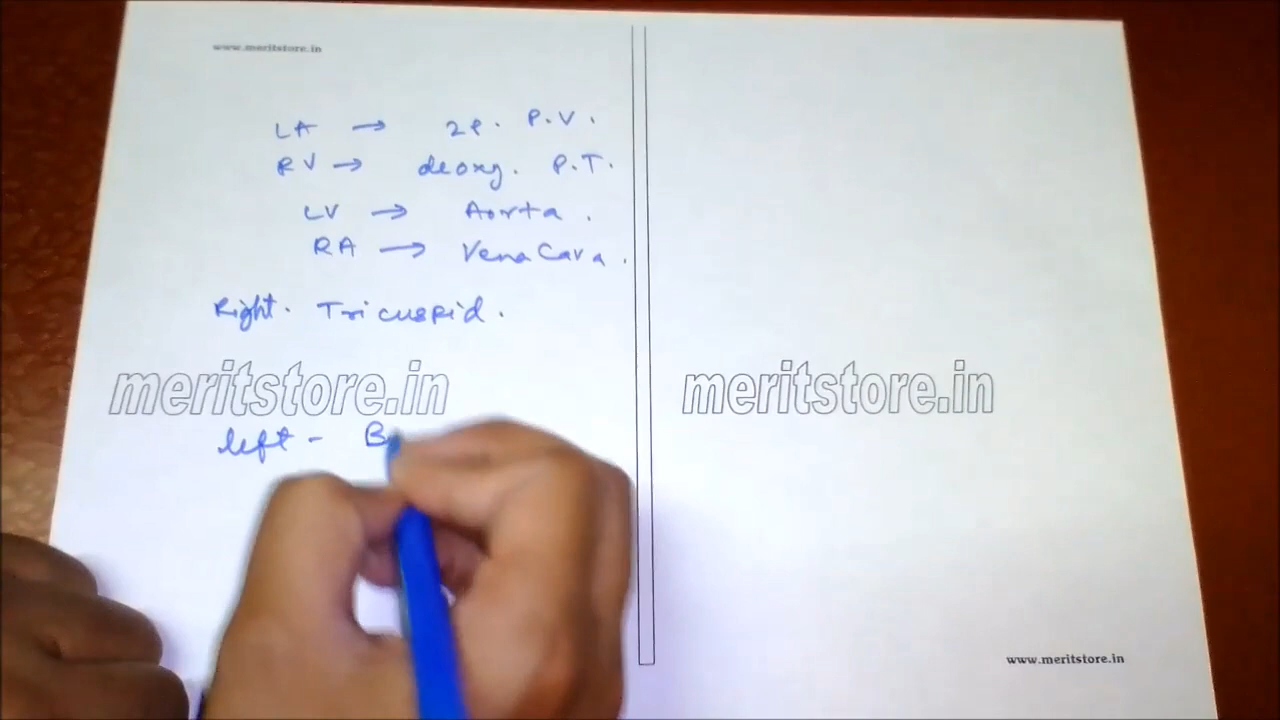 www.meritstore.in
LA → 2P. P.V.
RV → deoxy. P.T.
LV → Aorta.
RA → VenaCava.
Right. Tricuspid.
meritstore.in meritstore.in
left - B
www.meritstore.in